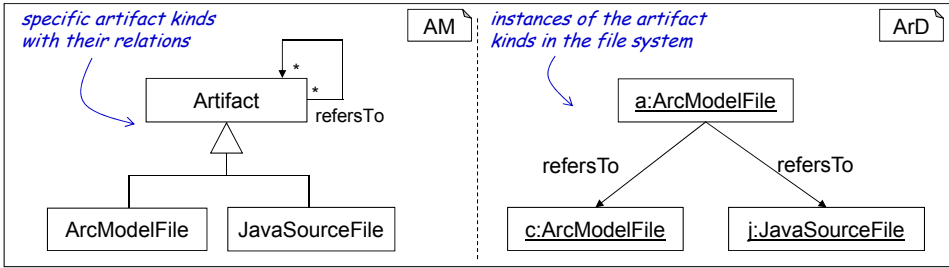 specific artifact kinds
with their relations
AM
*
*
Artifact
refersTo
ArcModelFile
JavaSourceFile
instances of the artifact
kinds in the file system
ArD
a:ArcModelFile
refersTo
refersTo
c:ArcModelFile
j:JavaSourceFile